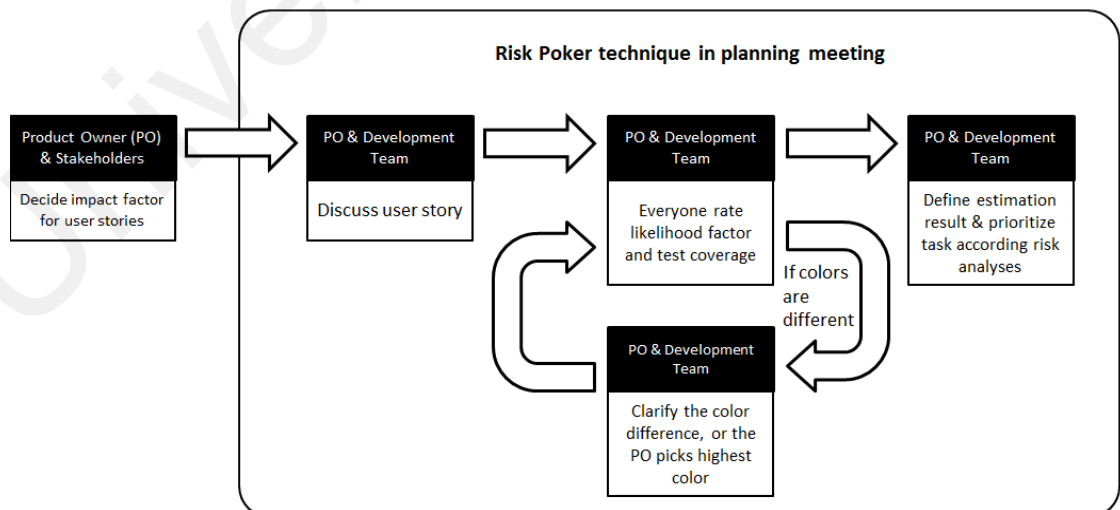 Risk Poker technique in planning meeting
Product Owner (PO)
& Stakeholders
Decide impact factor
for user stories
PO & Development
Team
Discuss user story
PO & Development
Team
Everyone rate
likelihood factor
and test coverage
PO & Development
Team
Define estimation
result & prioritize
task according risk
analyses
If colors
are
different
PO & Development
Team
Clarify the color
difference, or the
PO picks highest
color
Unive